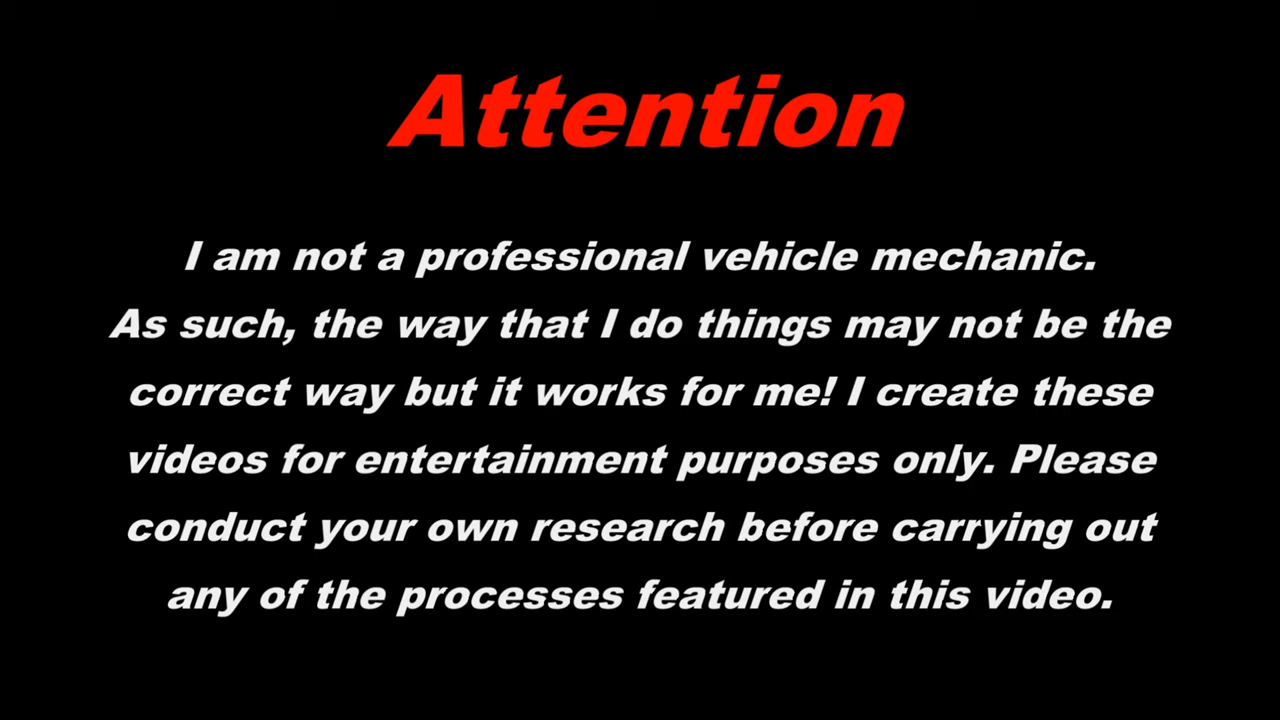 Attention
I am not a professional vehicle mechanic.
As such, the way that I do things may not be the
correct way but it works for me! I create these
videos for entertainment purposes only. Please
conduct your own research before carrying out
any of the processes featured in this video.